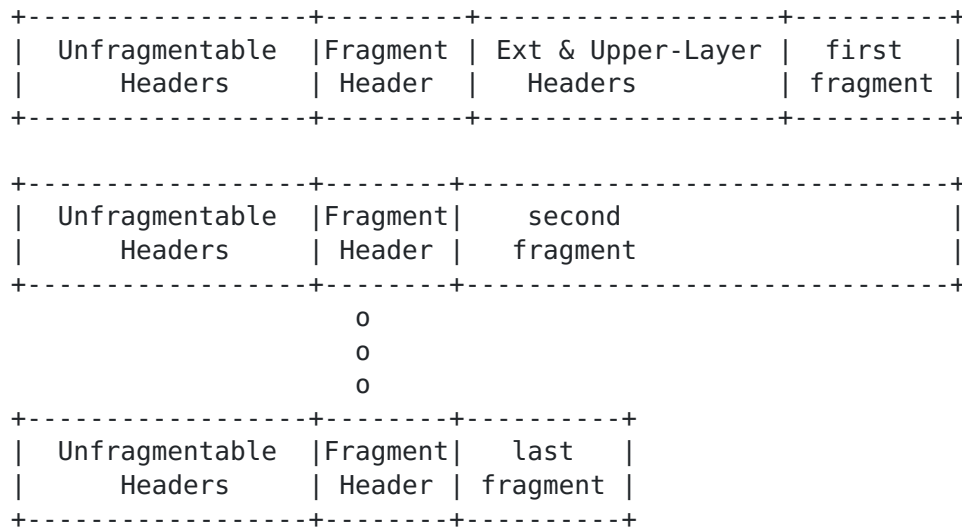 +------------------+---------+-------------------+----------+
|  Unfragmentable  |Fragment | Ext & Upper-Layer |  first   |
|      Headers     | Header  |   Headers         | fragment |
+------------------+---------+-------------------+----------+

+------------------+--------+-------------------------------+
|  Unfragmentable  |Fragment|    second                     |
|      Headers     | Header |   fragment                    |
+------------------+--------+-------------------------------+
                      o
                      o
                      o
+------------------+--------+----------+
|  Unfragmentable  |Fragment|   last   |
|      Headers     | Header | fragment |
+------------------+--------+----------+